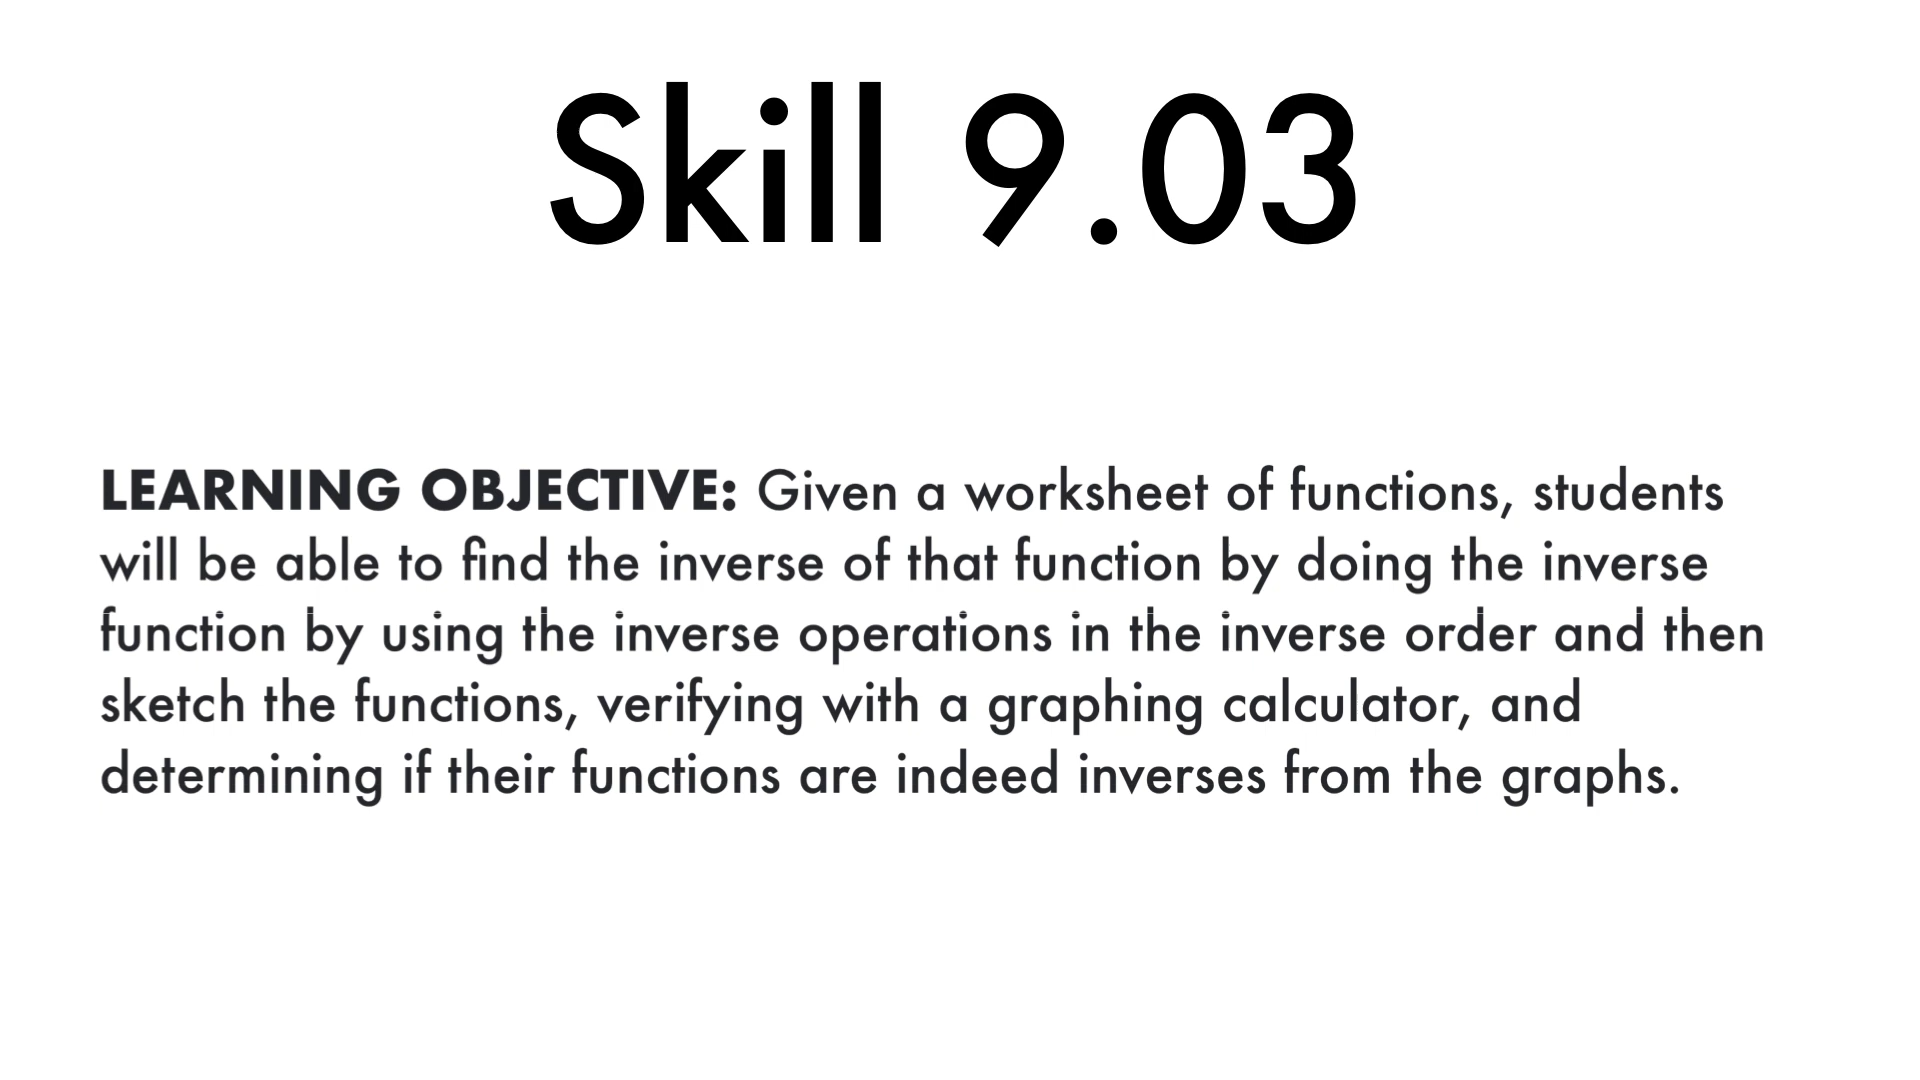 Skill 9.03
LEARNING OBJECTIVE: Given a worksheet of functions, students
will be able to find the inverse of that function by doing the inverse
function by using the inverse operations in the inverse order and then
sketch the functions, verifying with a graphing calculator, and
determining if their functions are indeed inverses from the graphs.